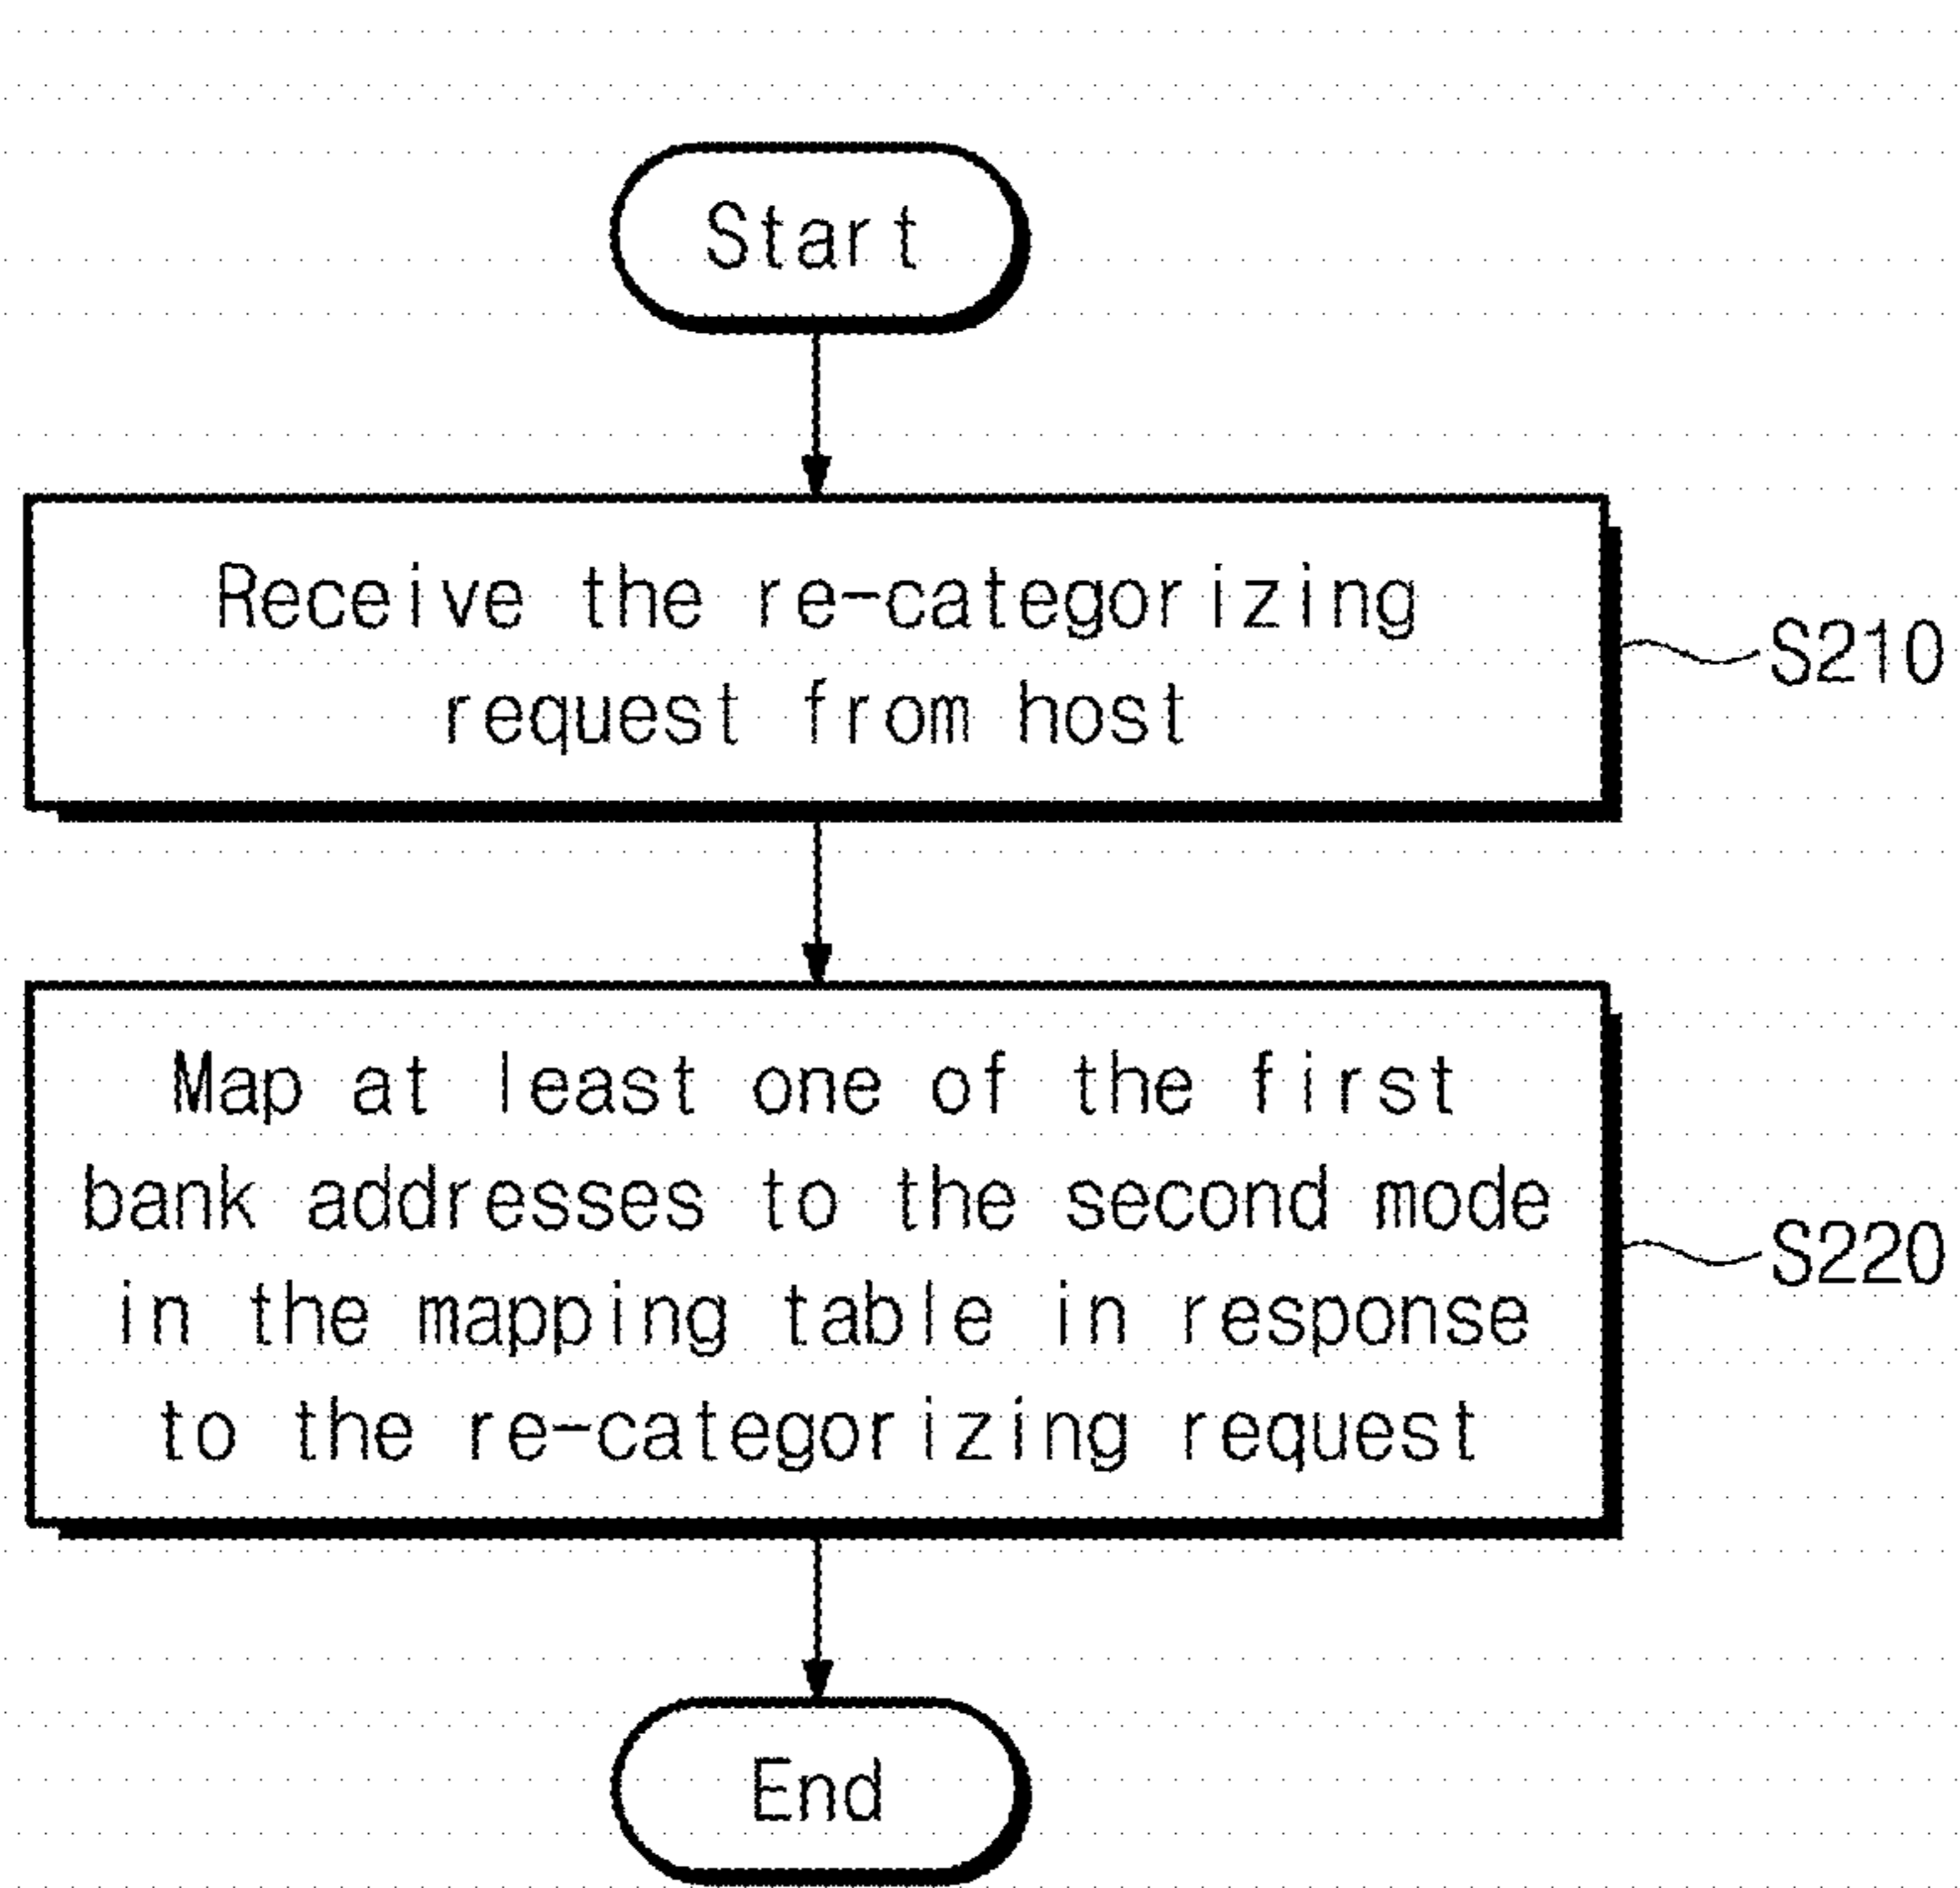 Start
Receive the re-categorizing
request from host
S210
Map at least one of the first
bank addresses to the second mode
in the mapping table in response
to the re-categorizing request
S220
End